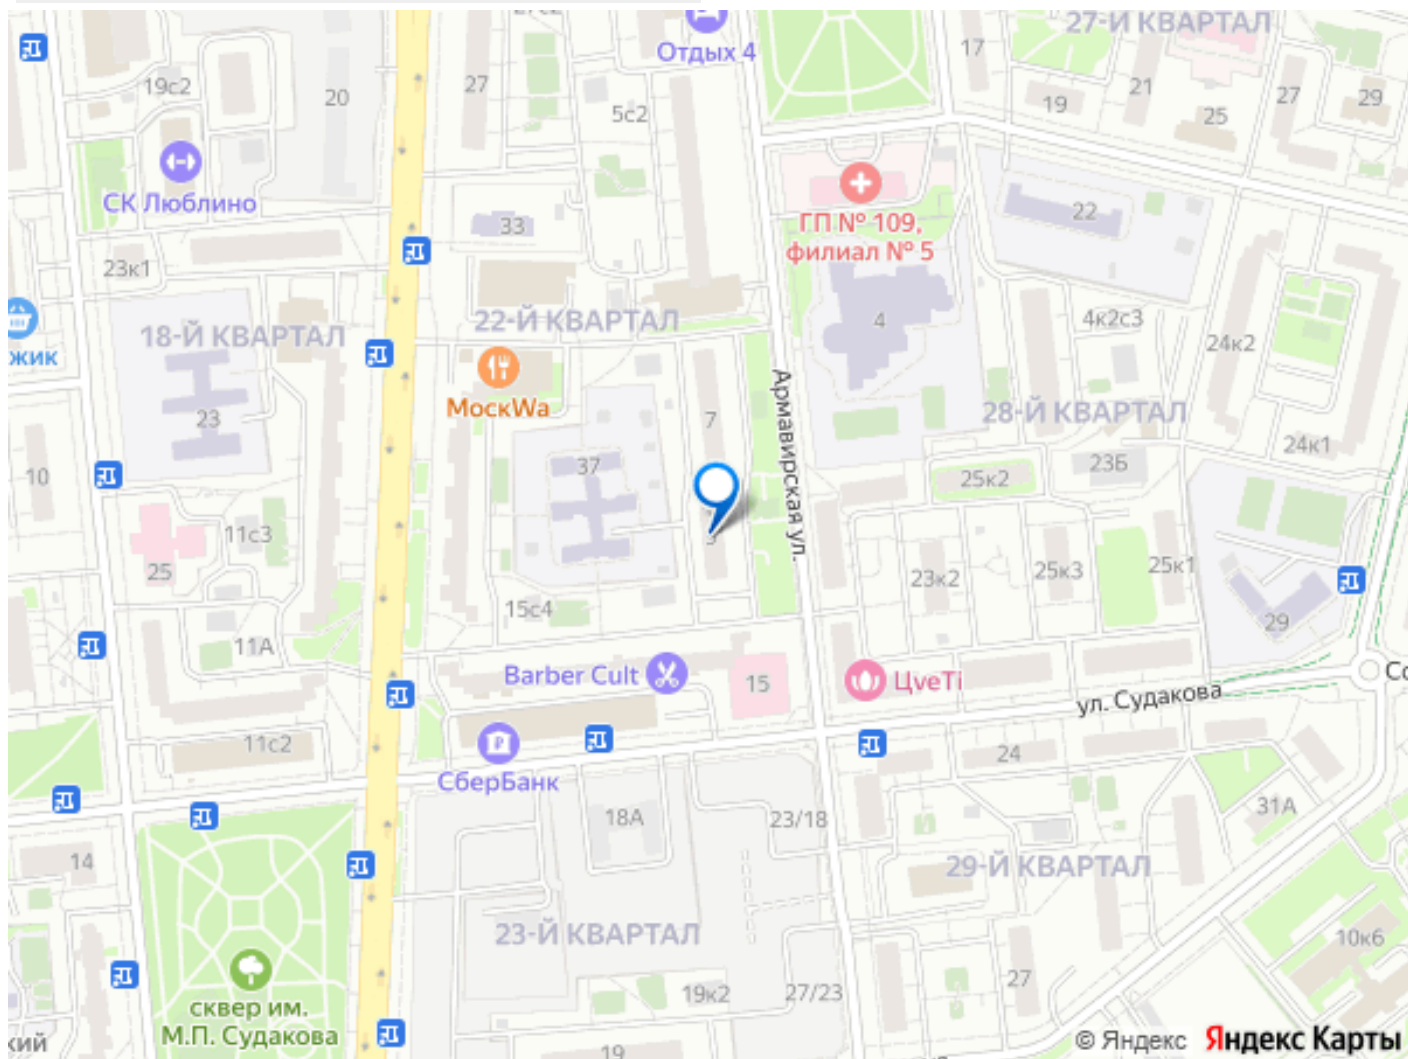 27-Й КВАРТАЛ
Отдых 4
17
19с2
20
27
5с2
19
21
25
27
29
СК Люблино
33
ГП № 109,
филиал № 5
22
23к1
22-Й КВАРТАЛ
18-Й КВАРТАЛ
4
4к2с3
24к2
жик
МоскWа
Армавирская ул.
7
23
28-Й КВАРТАЛ
24к1
10
37
25к2
23Б
11с3
25
23к2
25к3
25к1
15с4
29
11А
Barber Cult
15
ЦveTi
ул. Судакова
Со
11с2
24
СберБанк
18А
23/18
31А
14
29-Й КВАРТАЛ
23-Й КВАРТАЛ
10к6
сквер им.
М.П. Судакова
19к2
27/23
27
кий
19
© Яндекс Яндекс Карты